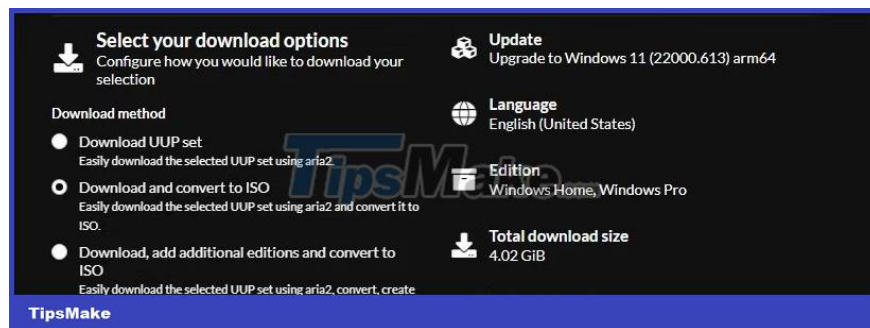 Select your download options
Configure how you would like to download your
selection
Download method
Download UUP set
Easily download the selected UUP set using aria2.
Download and convert to ISO
Easily download the selected UUP set using aria2 and convert it to
ISO.
Download, add additional editions and convert to
ISO
Easily download the selected UUP set using aria2, convert, create
Update
Upgrade to Windows 11 (22000.613) arm64
Language
English (United States)
Edition
Windows Home, Windows Pro
Total download size
4.02 GiB
TipsMake.com
TipsMake